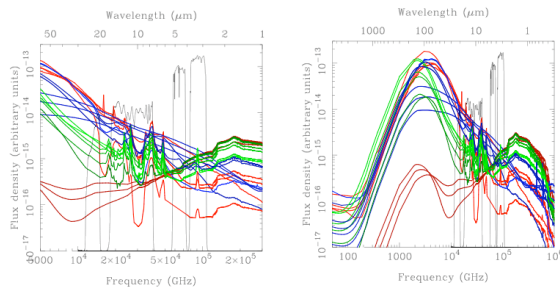 Wavelength (μm)
50 20 10 5 2 1
Flux density (arbitrary units)
10⁻¹³
10⁻¹⁴
10⁻¹⁵
10⁻¹⁶
10⁻¹⁷
5000 10⁴ 2×10⁴ 10⁵ 2×10⁵
Frequency (GHz)
Wavelength (μm)
1000 100 10 1
Flux density (arbitrary units)
10⁻¹³
10⁻¹⁴
10⁻¹⁵
10⁻¹⁶
10⁻¹⁷
100 1000 10⁴ 10⁵
Frequency (GHz)